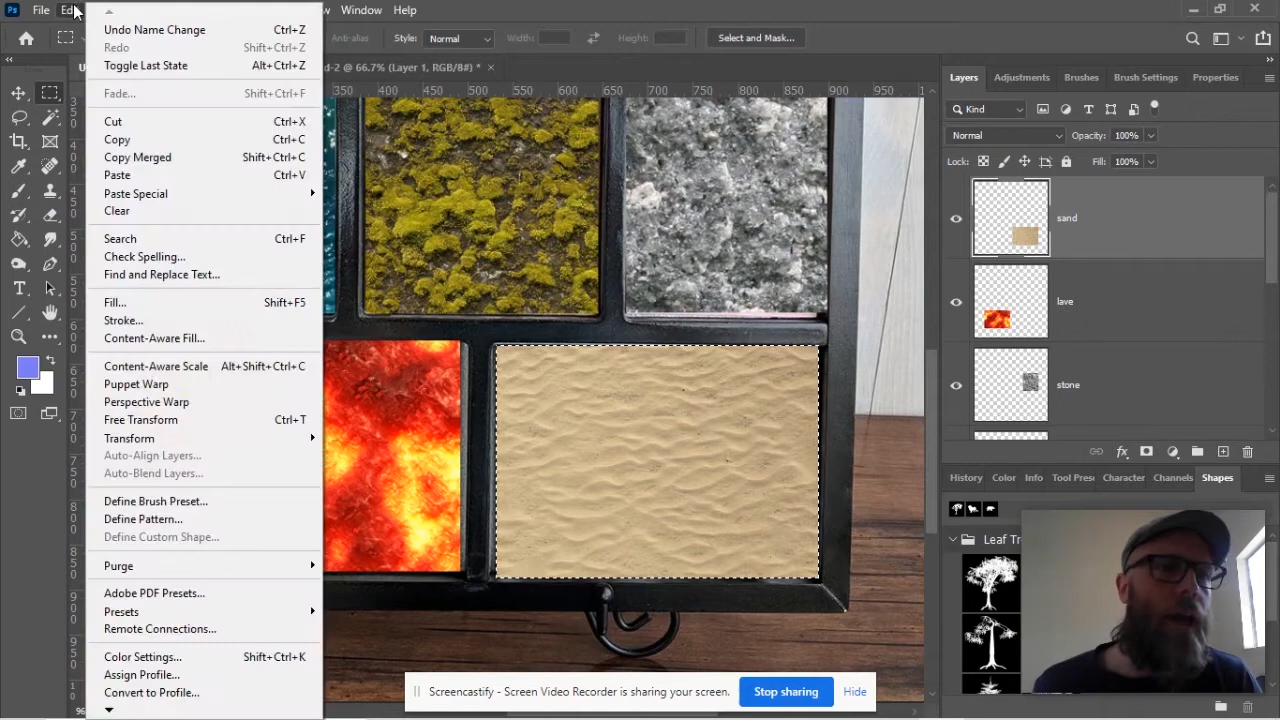 Ps File Edit Window Help
Anti-alias Style: Normal Width: Height: Select and Mask...
d-2 @ 66.7% (Layer 1, RGB/8#) * ×
350 400 450 500 550 600 650 700 750 800 850 900 950
Undo Name Change Ctrl+Z
Redo Shift+Ctrl+Z
Toggle Last State Alt+Ctrl+Z
Fade... Shift+Ctrl+F
Cut Ctrl+X
Copy Ctrl+C
Copy Merged Shift+Ctrl+C
Paste Ctrl+V
Paste Special
Clear
Search Ctrl+F
Check Spelling...
Find and Replace Text...
Fill... Shift+F5
Stroke...
Content-Aware Fill...
Content-Aware Scale Alt+Shift+Ctrl+C
Puppet Warp
Perspective Warp
Free Transform Ctrl+T
Transform
Auto-Align Layers...
Auto-Blend Layers...
Define Brush Preset...
Define Pattern...
Define Custom Shape...
Purge
Adobe PDF Presets...
Presets
Remote Connections...
Color Settings... Shift+Ctrl+K
Assign Profile...
Convert to Profile...
Layers Adjustments Brushes Brush Settings Properties
Kind
Normal Opacity: 100%
Lock: Fill: 100%
sand
lave
stone
fx
History Color Info Tool Pres Character Channels Shapes
Leaf Tr
Screencastify - Screen Video Recorder is sharing your screen. Stop sharing Hide